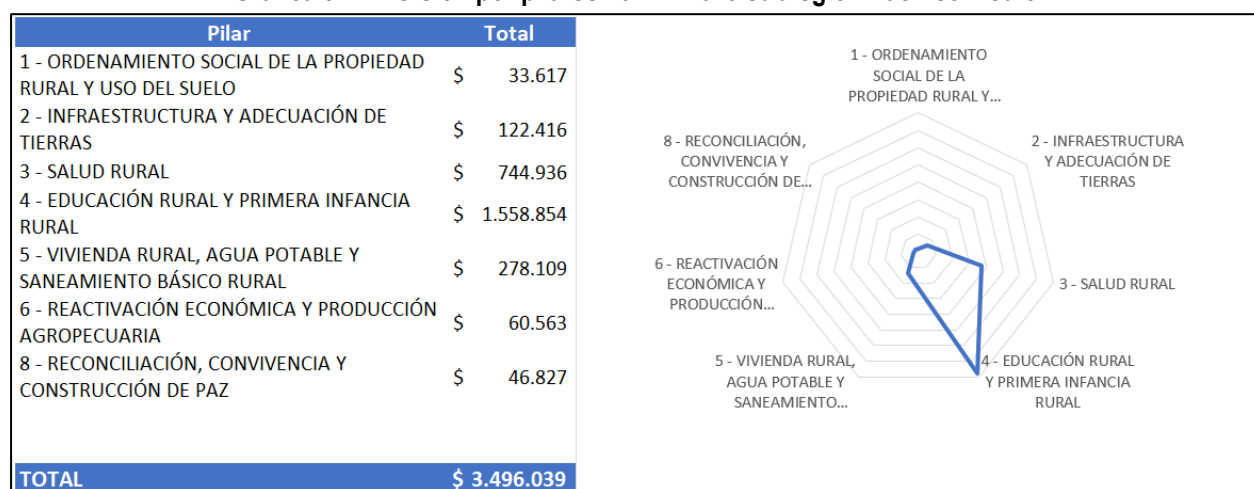 Pilar Total
1 - ORDENAMIENTO SOCIAL DE LA PROPIEDAD
RURAL Y USO DEL SUELO $ 33.617
2 - INFRAESTRUCTURA Y ADECUACIÓN DE
TIERRAS $ 122.416
3 - SALUD RURAL $ 744.936
4 - EDUCACIÓN RURAL Y PRIMERA INFANCIA
RURAL $ 1.558.854
5 - VIVIENDA RURAL, AGUA POTABLE Y
SANEAMIENTO BÁSICO RURAL $ 278.109
6 - REACTIVACIÓN ECONÓMICA Y PRODUCCIÓN
AGROPECUARIA $ 60.563
8 - RECONCILIACIÓN, CONVIVENCIA Y
CONSTRUCCIÓN DE PAZ $ 46.827
TOTAL $ 3.496.039
1 - ORDENAMIENTO
SOCIAL DE LA
PROPIEDAD RURAL Y...
2 - INFRAESTRUCTURA
Y ADECUACIÓN DE
TIERRAS
3 - SALUD RURAL
4 - EDUCACIÓN RURAL
Y PRIMERA INFANCIA
RURAL
5 - VIVIENDA RURAL,
AGUA POTABLE Y
SANEAMIENTO...
6 - REACTIVACIÓN
ECONÓMICA Y
PRODUCCIÓN...
8 - RECONCILIACIÓN,
CONVIVENCIA Y
CONSTRUCCIÓN DE...